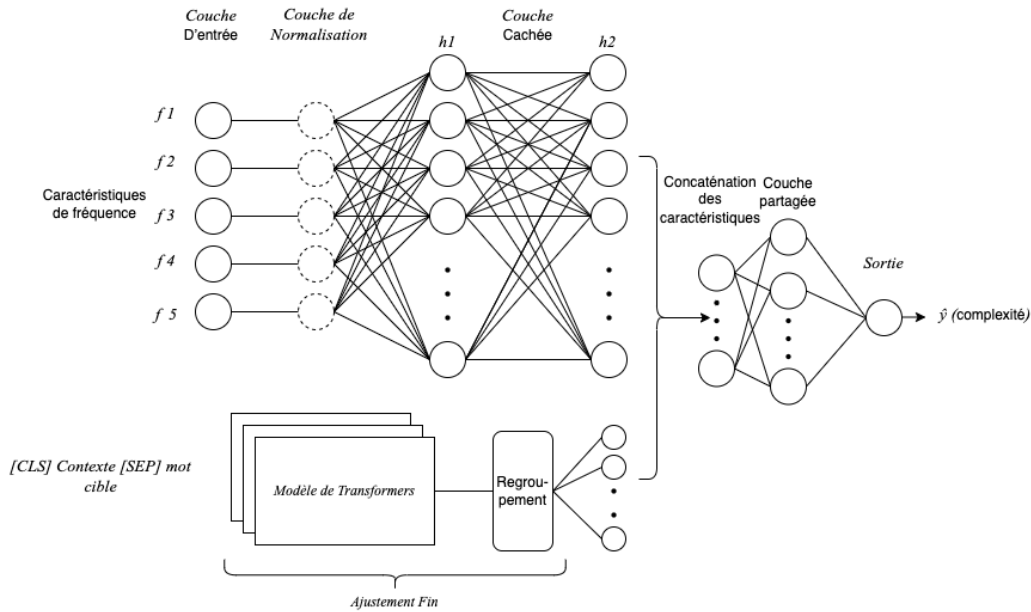 Couche
D'entrée
Couche de
Normalisation
Couche
Cachée
h1
h2
f 1
f 2
f 3
f 4
f 5
Caractéristiques
de fréquence
Concaténation
des
caractéristiques
Couche
partagée
Sortie
ŷ (complexité)
[CLS] Contexte [SEP] mot
cible
Modèle de Transformers
Regrou-
pement
Ajustement Fin